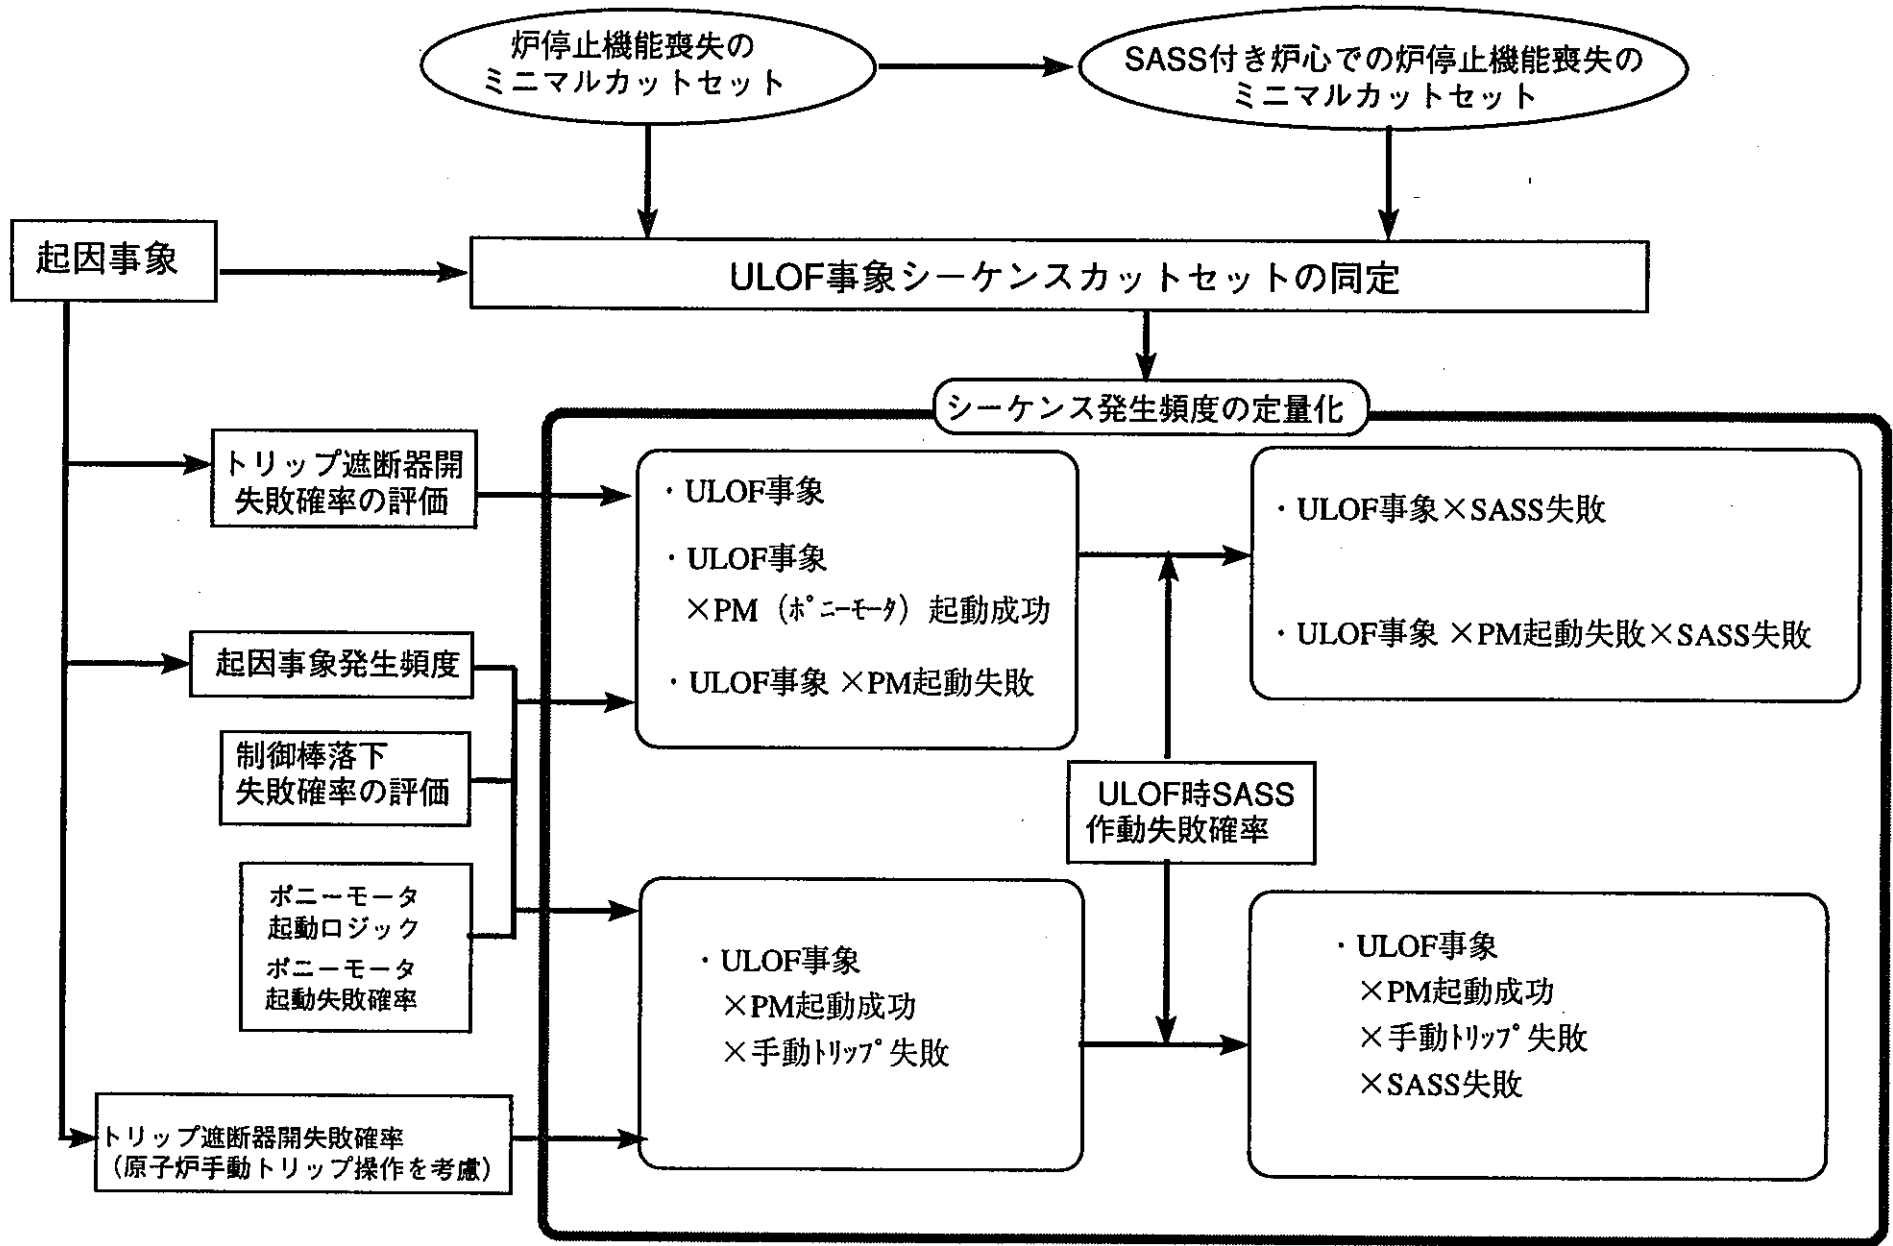 炉停止機能喪失の
ミニマルカットセット
SASS付き炉心での炉停止機能喪失の
ミニマルカットセット
起因事象
ULOF事象シーケンスカットセットの同定
シーケンス発生頻度の定量化
トリップ遮断器開
失敗確率の評価
・ULOF事象
・ULOF事象
×PM（ﾎﾟﾆｰﾓｰﾀ）起動成功
・ULOF事象 ×PM起動失敗
・ULOF事象×SASS失敗
・ULOF事象 ×PM起動失敗×SASS失敗
起因事象発生頻度
制御棒落下
失敗確率の評価
ULOF時SASS
作動失敗確率
ポニーモータ
起動ロジック
ポニーモータ
起動失敗確率
・ULOF事象
×PM起動成功
×手動ﾄﾘｯﾌﾟ失敗
・ULOF事象
×PM起動成功
×手動ﾄﾘｯﾌﾟ失敗
×SASS失敗
トリップ遮断器開失敗確率
（原子炉手動トリップ操作を考慮）